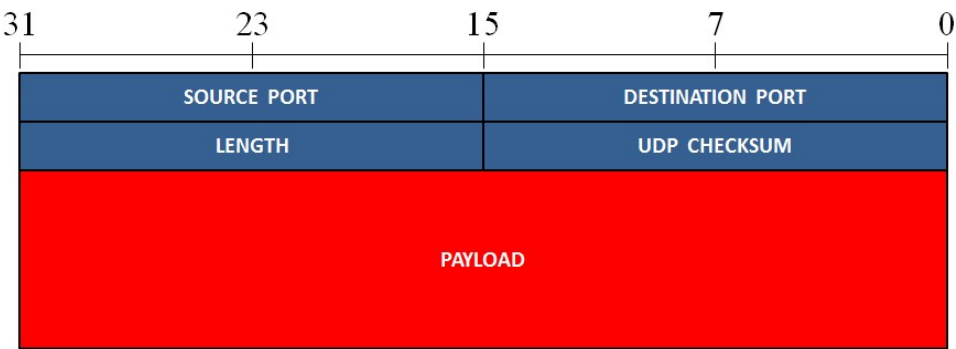 31 23 15 7 0
SOURCE PORT DESTINATION PORT
LENGTH UDP CHECKSUM
PAYLOAD